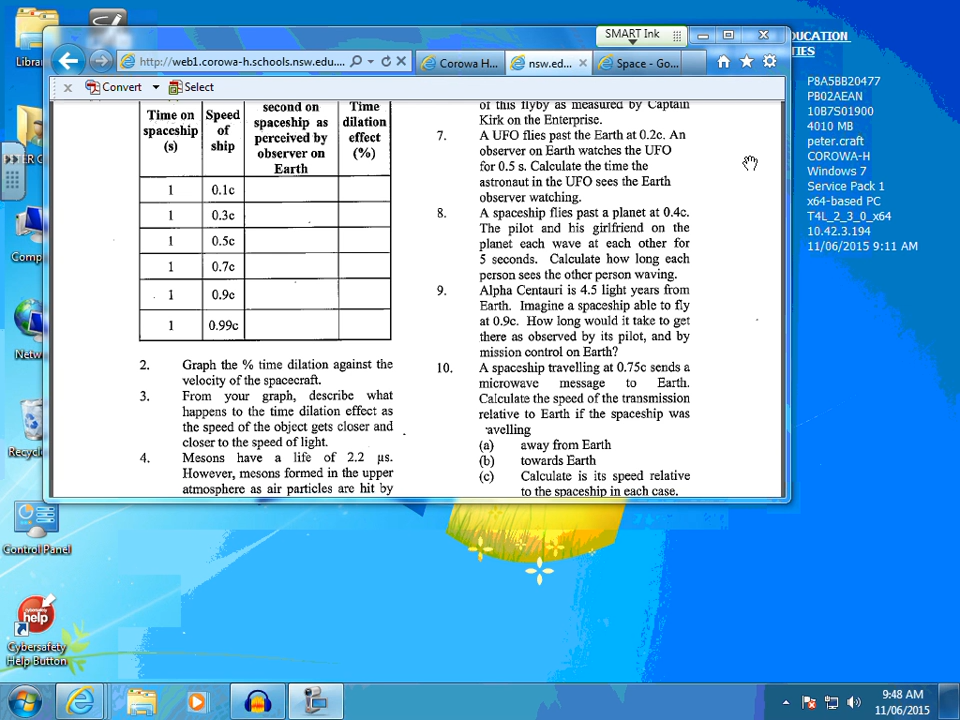 SMART Ink
http://web1.corowa-h.schools.nsw.edu....
Corowa H...
nsw.ed...
Space - Go...
x Convert
Select
Time on
spaceship
(s)
Speed
of
ship
second on
spaceship as
perceived by
observer on
Earth
Time
dilation
effect
(%)
1 0.1c
1 0.3c
1 0.5c
1 0.7c
1 0.9c
1 0.99c
2. Graph the % time dilation against the
velocity of the spacecraft.
3. From your graph, describe what
happens to the time dilation effect as
the speed of the object gets closer and
closer to the speed of light.
4. Mesons have a life of 2.2 µs.
However, mesons formed in the upper
atmosphere as air particles are hit by
of this flyby as measured by Captain
Kirk on the Enterprise.
7. A UFO flies past the Earth at 0.2c. An
observer on Earth watches the UFO
for 0.5 s. Calculate the time the
astronaut in the UFO sees the Earth
observer watching.
8. A spaceship flies past a planet at 0.4c.
The pilot and his girlfriend on the
planet each wave at each other for
5 seconds. Calculate how long each
person sees the other person waving.
9. Alpha Centauri is 4.5 light years from
Earth. Imagine a spaceship able to fly
at 0.9c. How long would it take to get
there as observed by its pilot, and by
mission control on Earth?
10. A spaceship travelling at 0.75c sends a
microwave message to Earth.
Calculate the speed of the transmission
relative to Earth if the spaceship was
avelling
(a) away from Earth
(b) towards Earth
(c) Calculate is its speed relative
to the spaceship in each case.
DUCATION
TIES
P8A5BB20477
PB02AEAN
10B7S01900
4010 MB
peter.craft
COROWA-H
Windows 7
Service Pack 1
x64-based PC
T4L_2_3_0_x64
10.42.3.194
11/06/2015 9:11 AM
Librar
TER C
Comp
Netw
Recycl
Control Panel
help
Cybersafety
Help Button
9:48 AM
11/06/2015